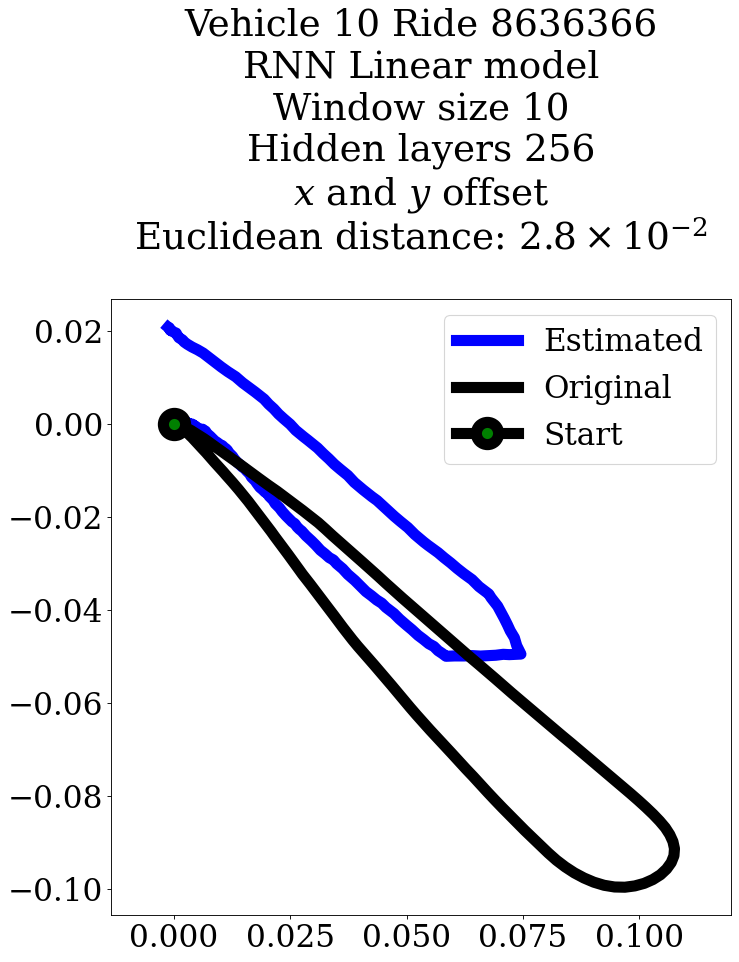 Vehicle 10 Ride 8636366
RNN Linear model
Window size 10
Hidden layers 256
x and y offset
Euclidean distance: 2.8 × 10⁻²
Estimated
Original
Start
0.02
0.00
−0.02
−0.04
−0.06
−0.08
−0.10
0.000 0.025 0.050 0.075 0.100